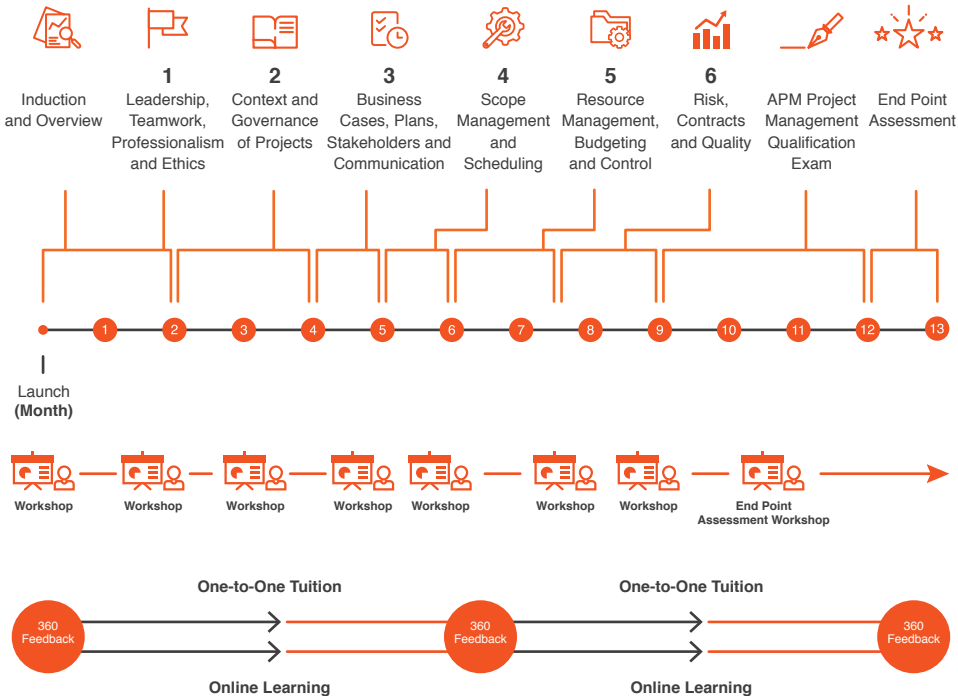 Induction
and Overview
1
Leadership,
Teamwork,
Professionalism
and Ethics
2
Context and
Governance
of Projects
3
Business
Cases, Plans,
Stakeholders and
Communication
4
Scope
Management
and
Scheduling
5
Resource
Management,
Budgeting
and Control
6
Risk,
Contracts
and Quality
APM Project
Management
Qualification
Exam
End Point
Assessment
1
2
3
4
5
6
7
8
9
10
11
12
13
Launch
(Month)
Workshop
Workshop
Workshop
Workshop
Workshop
Workshop
Workshop
End Point
Assessment Workshop
One-to-One Tuition
One-to-One Tuition
360
Feedback
360
Feedback
360
Feedback
Online Learning
Online Learning